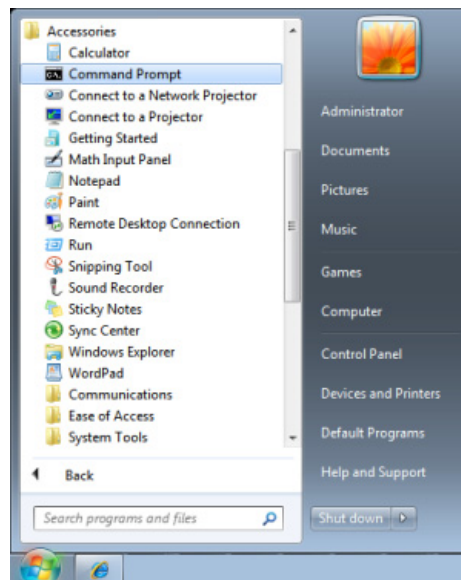 Accessories
Calculator
Command Prompt
Connect to a Network Projector
Connect to a Projector
Getting Started
Math Input Panel
Notepad
Paint
Remote Desktop Connection
Run
Snipping Tool
Sound Recorder
Sticky Notes
Sync Center
Windows Explorer
WordPad
Communications
Ease of Access
System Tools
Back
Search programs and files
Administrator
Documents
Pictures
Music
Games
Computer
Control Panel
Devices and Printers
Default Programs
Help and Support
Shut down